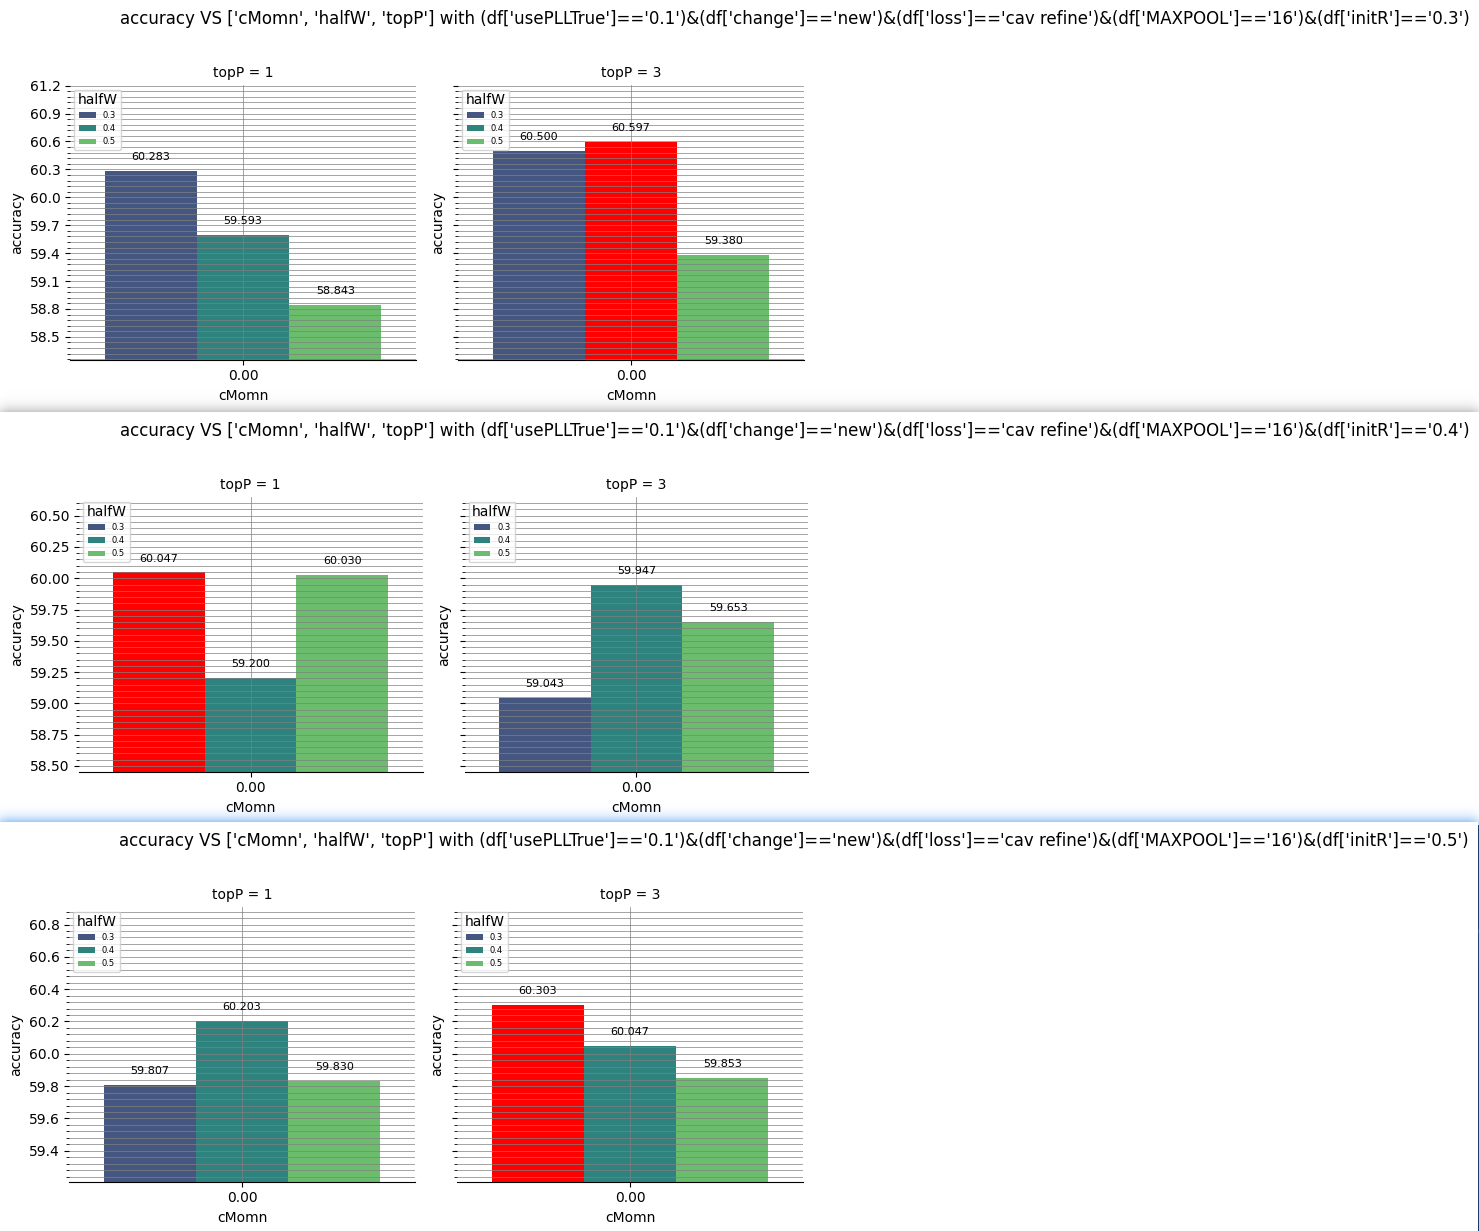 accuracy VS ['cMomn', 'halfW', 'topP'] with (df['usePLLTrue']=='0.1')&(df['change']=='new')&(df['loss']=='cav refine')&(df['MAXPOOL']=='16')&(df['initR']=='0.3')
topP = 1
topP = 3
61.2
60.9
60.6
60.3
60.0
59.7
59.4
59.1
58.8
58.5
accuracy
halfW
0.3
0.4
0.5
60.283
59.593
58.843
0.00
cMomn
accuracy
halfW
0.3
0.4
0.5
60.500
60.597
59.380
0.00
cMomn
accuracy VS ['cMomn', 'halfW', 'topP'] with (df['usePLLTrue']=='0.1')&(df['change']=='new')&(df['loss']=='cav refine')&(df['MAXPOOL']=='16')&(df['initR']=='0.4')
topP = 1
topP = 3
60.50
60.25
60.00
59.75
59.50
59.25
59.00
58.75
58.50
accuracy
halfW
0.3
0.4
0.5
60.047
59.200
60.030
0.00
cMomn
accuracy
halfW
0.3
0.4
0.5
59.043
59.947
59.653
0.00
cMomn
accuracy VS ['cMomn', 'halfW', 'topP'] with (df['usePLLTrue']=='0.1')&(df['change']=='new')&(df['loss']=='cav refine')&(df['MAXPOOL']=='16')&(df['initR']=='0.5')
topP = 1
topP = 3
60.8
60.6
60.4
60.2
60.0
59.8
59.6
59.4
accuracy
halfW
0.3
0.4
0.5
59.807
60.203
59.830
0.00
cMomn
accuracy
halfW
0.3
0.4
0.5
60.303
60.047
59.853
0.00
cMomn